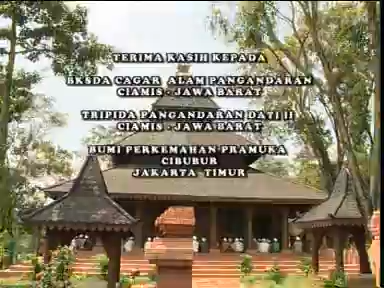 TERIMA KASIH KEPADA
BKSDA CAGAR ALAM PANGANDARAN
CIAMIS - JAWA BARAT
TRIPIDA PANGANDARAN DATI II
CIAMIS - JAWA BARAT
BUMI PERKEMAHAN PRAMUKA
CIBUBUR
JAKARTA TIMUR